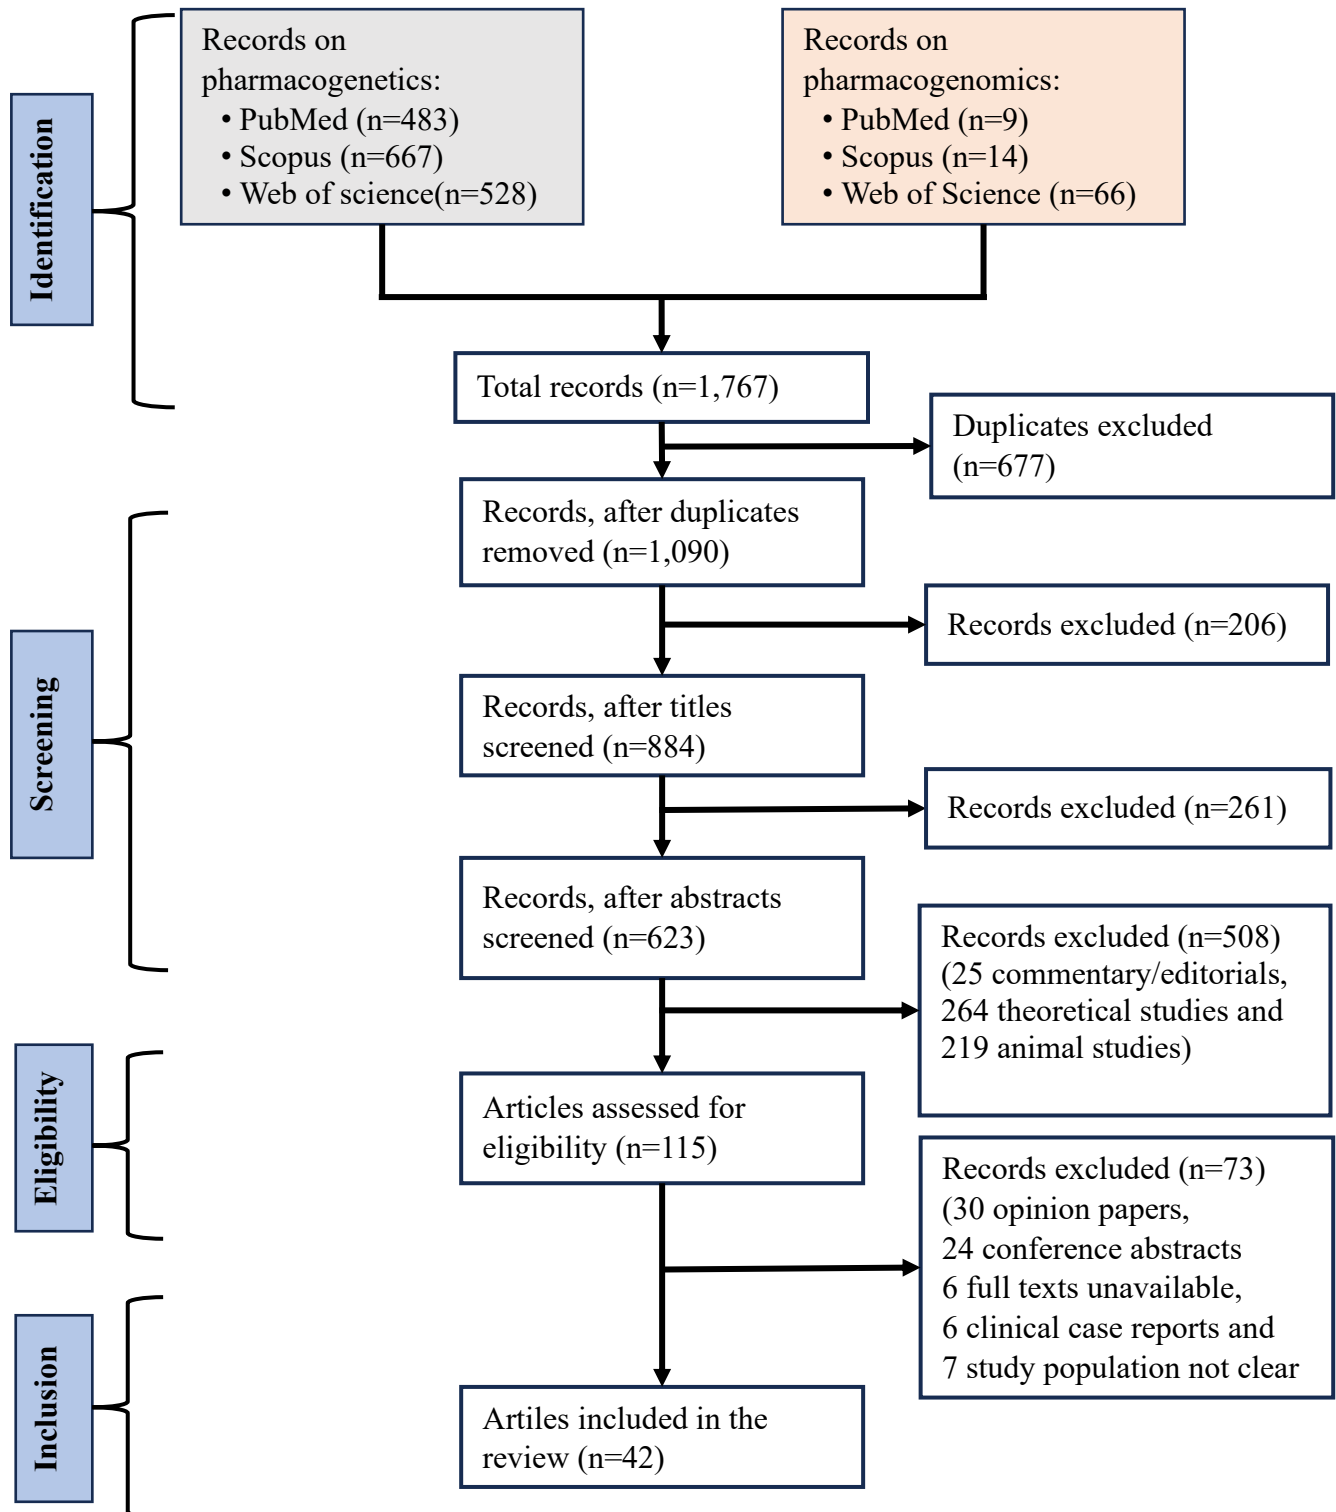 Identification
Records on
pharmacogenetics:
• PubMed (n=483)
• Scopus (n=667)
• Web of science(n=528)
Records on
pharmacogenomics:
• PubMed (n=9)
• Scopus (n=14)
• Web of Science (n=66)
Total records (n=1,767)
Duplicates excluded
(n=677)
Screening
Records, after duplicates
removed (n=1,090)
Records excluded (n=206)
Records, after titles
screened (n=884)
Records excluded (n=261)
Records, after abstracts
screened (n=623)
Records excluded (n=508)
(25 commentary/editorials,
264 theoretical studies and
219 animal studies)
Eligibility
Articles assessed for
eligibility (n=115)
Records excluded (n=73)
(30 opinion papers,
24 conference abstracts
6 full texts unavailable,
6 clinical case reports and
7 study population not clear
Inclusion
Artiles included in the
review (n=42)